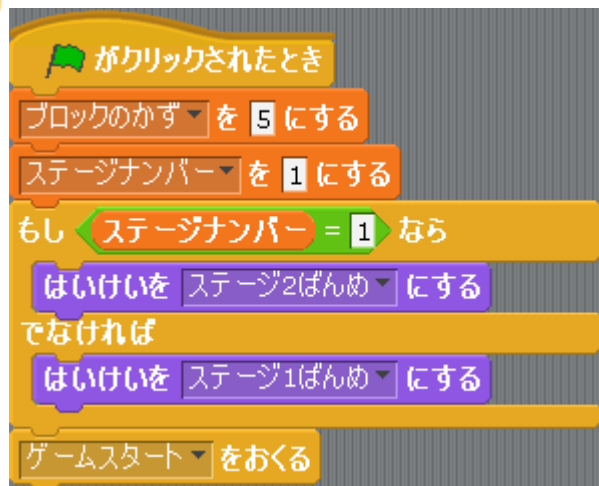 がクリックされたとき
ブロックのかず を 5 にする
ステージナンバー を 1 にする
もし ステージナンバー = 1 なら
はいけいを ステージ2ばんめ にする
でなければ
はいけいを ステージ1ばんめ にする
ゲームスタート をおくる